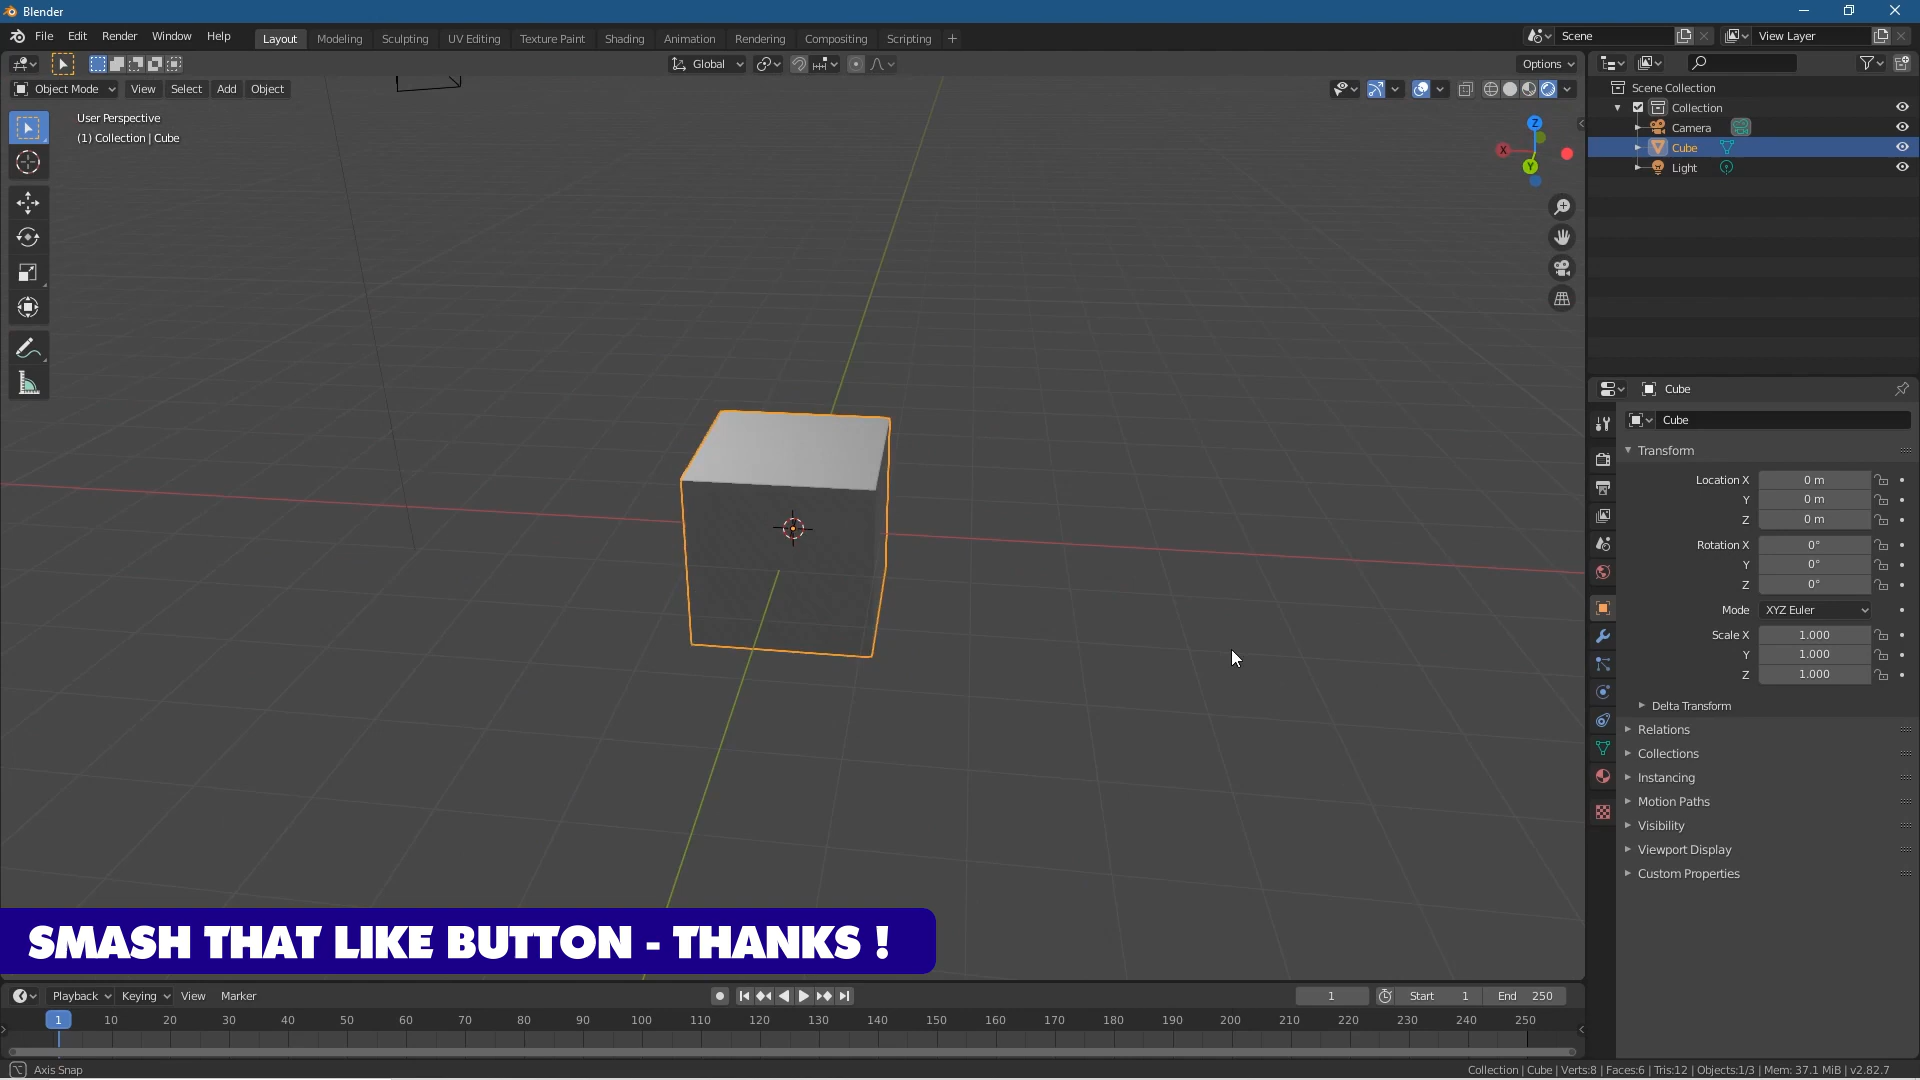 Blender
File Edit Render Window Help
Layout Modeling Sculpting UV Editing Texture Paint Shading Animation Rendering Compositing Scripting +
Scene
View Layer
Global
Options
Object Mode View Select Add Object
User Perspective
(1) Collection | Cube
Z
X
Y
Scene Collection
Collection
Camera
Cube
Light
Cube
Cube
Transform
Location X 0 m
Y 0 m
Z 0 m
Rotation X 0°
Y 0°
Z 0°
Mode XYZ Euler
Scale X 1.000
Y 1.000
Z 1.000
Delta Transform
Relations
Collections
Instancing
Motion Paths
Visibility
Viewport Display
Custom Properties
SMASH THAT LIKE BUTTON - THANKS !
Playback Keying View Marker
1
Start 1
End 250
1 10 20 30 40 50 60 70 80 90 100 110 120 130 140 150 160 170 180 190 200 210 220 230 240 250
Axis Snap
Collection | Cube | Verts:8 | Faces:6 | Tris:12 | Objects:1/3 | Mem: 37.1 MiB | v2.82.7